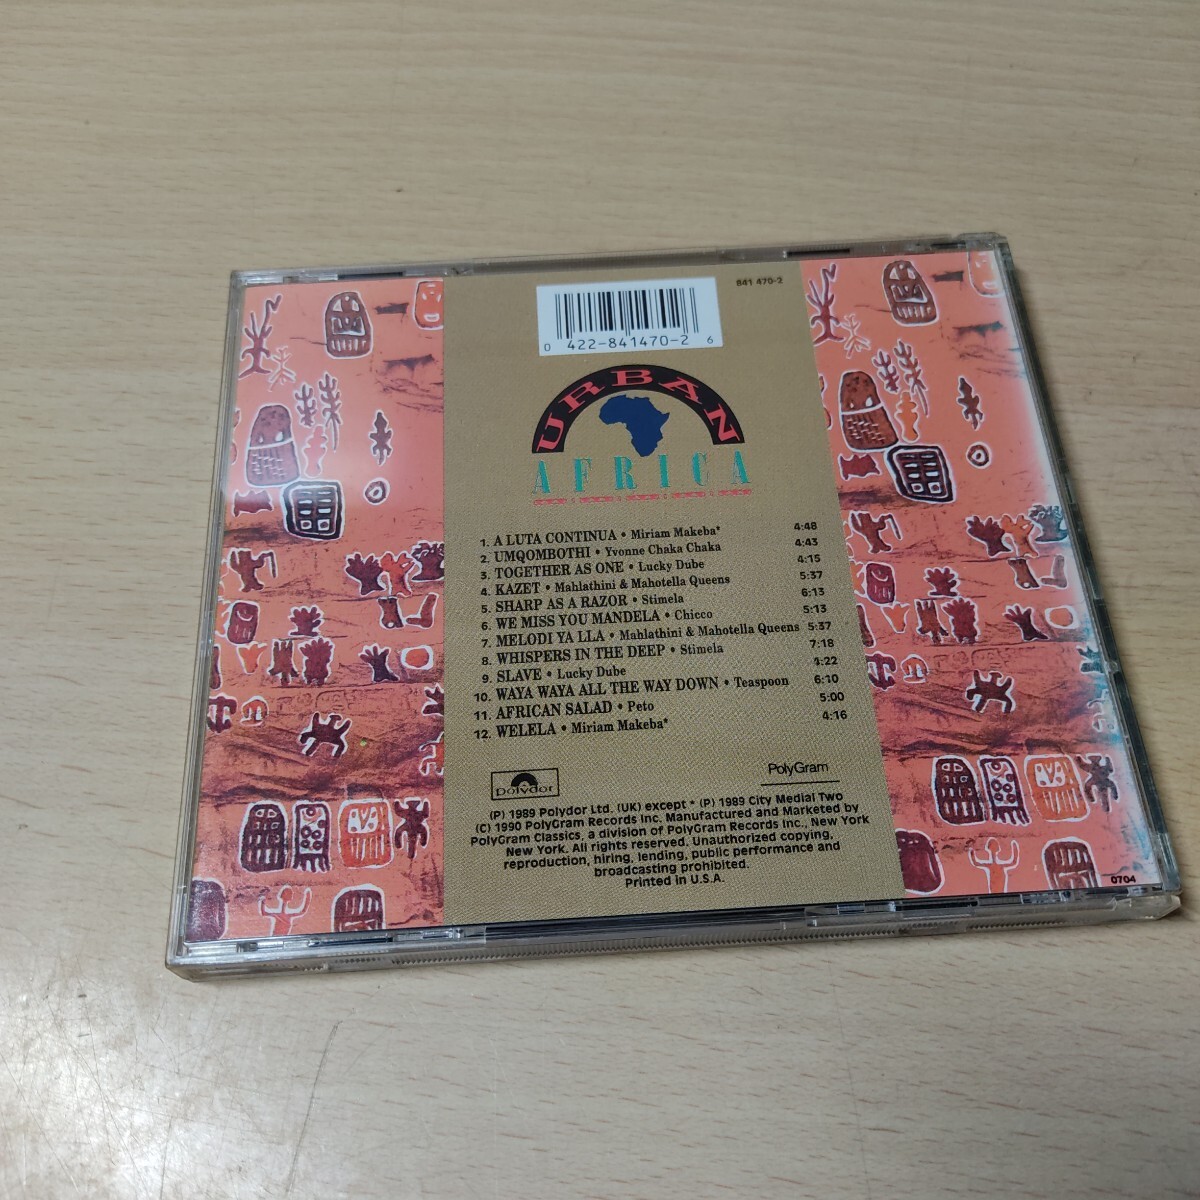 841 470-2
0 422-841470-2 6
URBAN
AFRICA
1. A LUTA CONTINUA • Miriam Makeba* 4:48
2. UMQOMBOTHI • Yvonne Chaka Chaka 4:43
3. TOGETHER AS ONE • Lucky Dube 4:15
4. KAZET • Mahlathini & Mahotella Queens 5:37
5. SHARP AS A RAZOR • Stimela 6:13
6. WE MISS YOU MANDELA • Chicco 5:13
7. MELODI YA LLA • Mahlathini & Mahotella Queens 5:37
8. WHISPERS IN THE DEEP • Stimela 7:18
9. SLAVE • Lucky Dube 4:22
10. WAYA WAYA ALL THE WAY DOWN • Teaspoon 6:10
11. AFRICAN SALAD • Peto 5:00
12. WELELA • Miriam Makeba* 4:16
Polydor
PolyGram
(P) 1989 Polydor Ltd. (UK) except * (P) 1989 City Medial Two
(C) 1990 PolyGram Records Inc. Manufactured and Marketed by
PolyGram Classics, a division of PolyGram Records Inc., New York
New York. All rights reserved. Unauthorized copying,
reproduction, hiring, lending, public performance and
broadcasting prohibited.
Printed in U.S.A.
0704